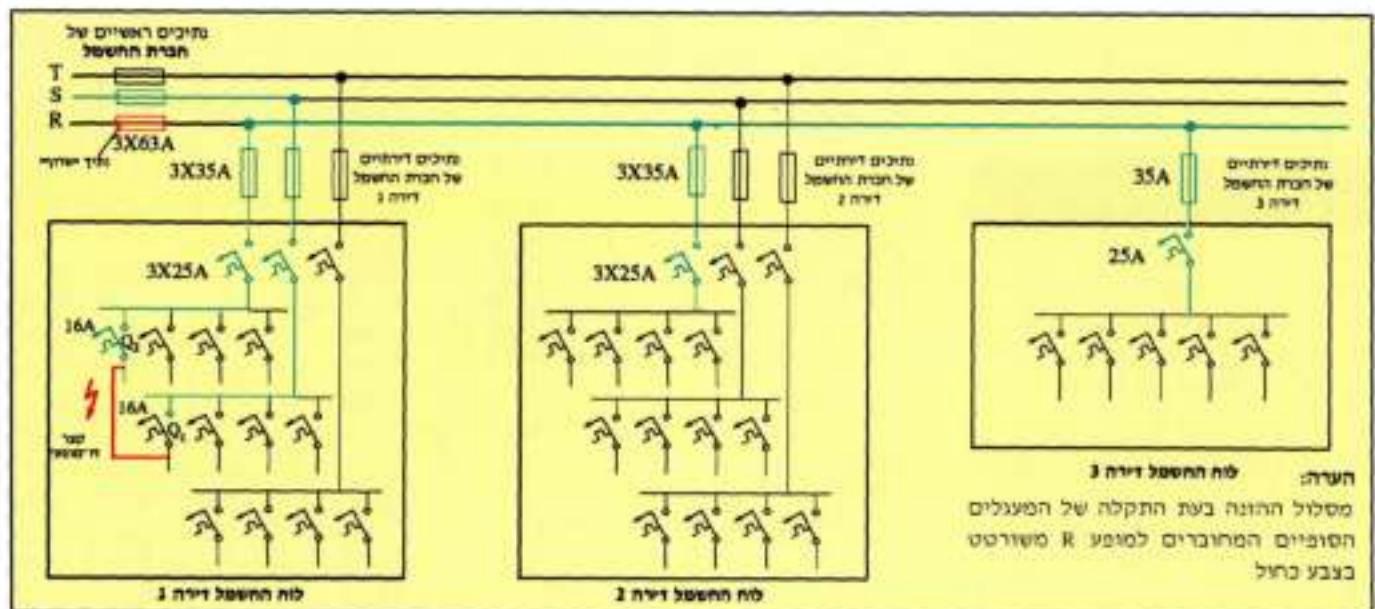 נתיכים ראשיים של
חברת החשמל
T
S
R
3X63A
נתיך "שרוף"
3X35A
נתיכים דירתיים
של חברת החשמל
דירה 1
3X35A
נתיכים דירתיים
של חברת החשמל
דירה 2
35A
נתיכים דירתיים
של חברת החשמל
דירה 3
3X25A
3X25A
25A
16A
16A
קצר
לוח החשמל דירה 1
לוח החשמל דירה 2
לוח החשמל דירה 3
הערה:
מסלול ההזנה בעת התקלה של המעגלים
הסופיים המחוברים למופע R משורטט
בצבע כחול